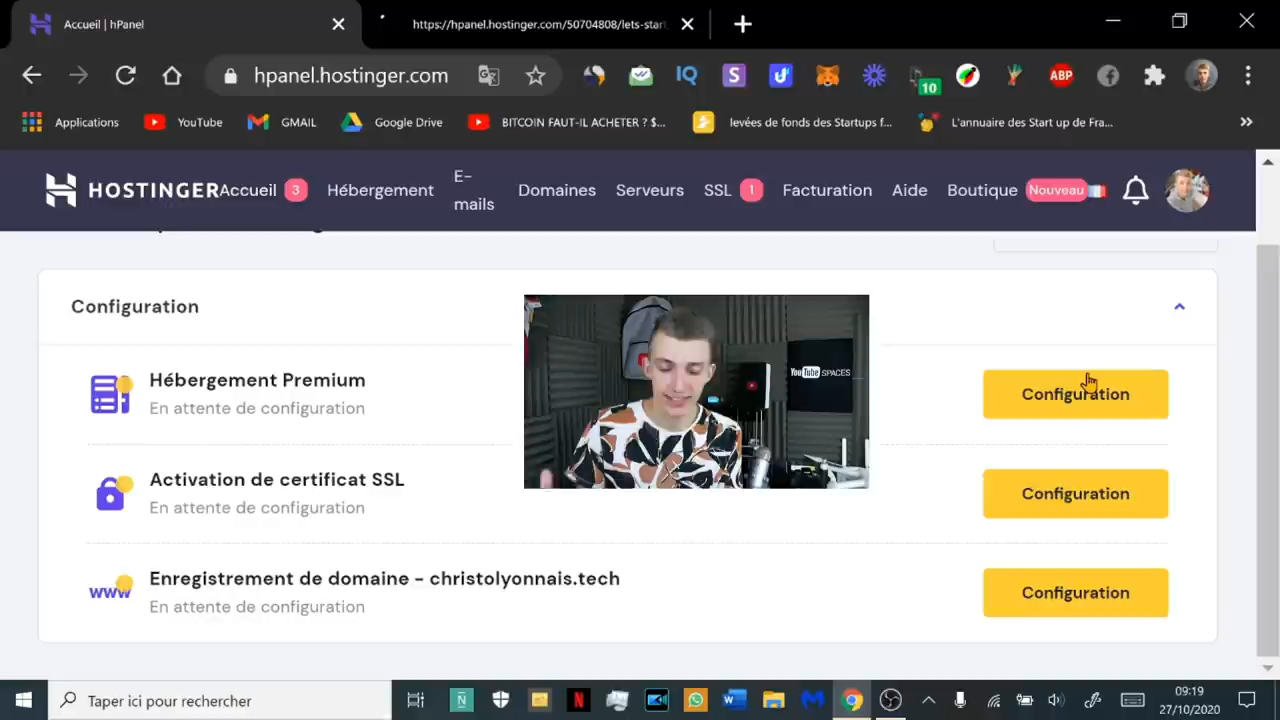 Accueil | hPanel
https://hpanel.hostinger.com/50704808/lets-start
hpanel.hostinger.com
IQ
S
10
ABP
Applications
YouTube
GMAIL
Google Drive
BITCOIN FAUT-IL ACHETER ? $...
levées de fonds des Startups f...
L'annuaire des Start up de Fra...
HOSTINGER
Accueil 3
Hébergement
E-
mails
Domaines
Serveurs
SSL 1
Facturation
Aide
Boutique
Nouveau
Configuration
YouTube SPACES
Hébergement Premium
En attente de configuration
Configuration
Activation de certificat SSL
En attente de configuration
Configuration
www
Enregistrement de domaine - christolyonnais.tech
En attente de configuration
Configuration
Taper ici pour rechercher
09:19
27/10/2020